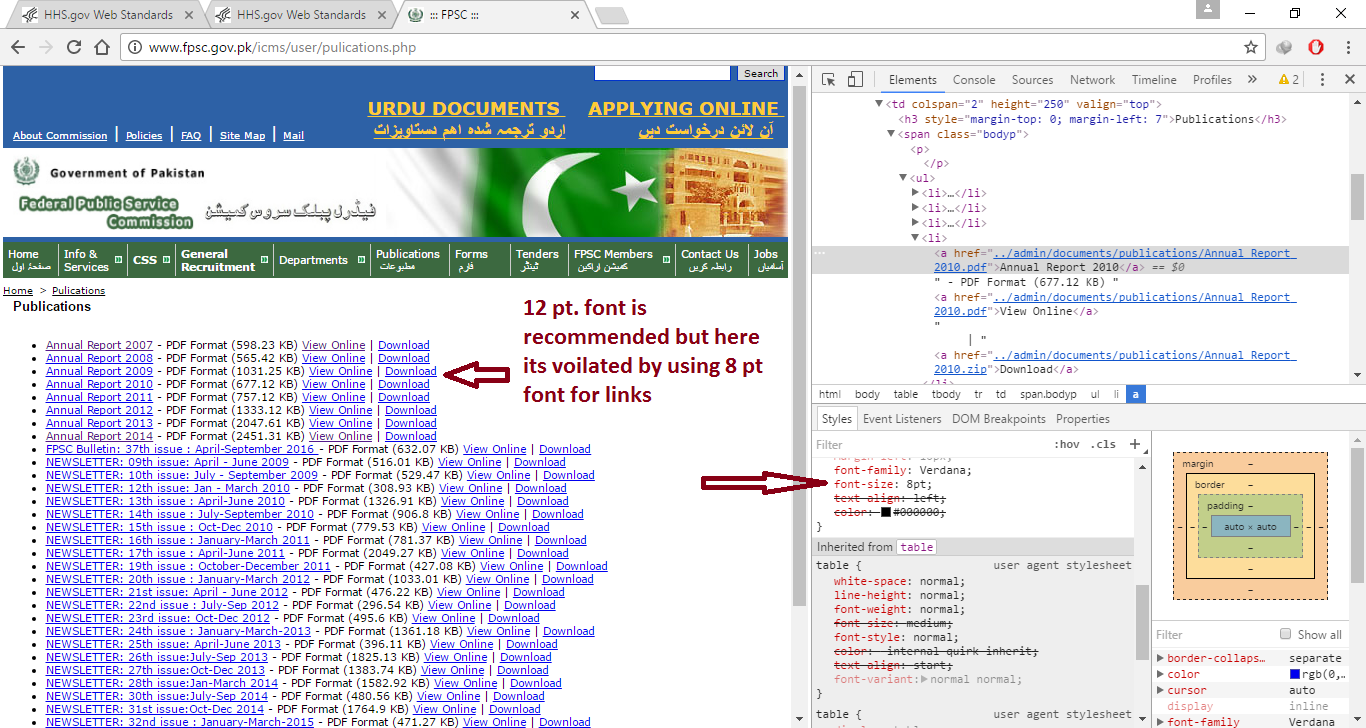 HHS.gov Web Standards
HHS.gov Web Standards
::: FPSC :::
www.fpsc.gov.pk/icms/user/pulications.php
Search
URDU DOCUMENTS
APPLYING ONLINE
اردو ترجمہ شدہ اهم دستاویزات
آن لائن درخواست دیں
About Commission | Policies | FAQ | Site Map | Mail
Government of Pakistan
Federal Public Service
Commission
فیڈرل پبلک سروس کمیشن
Home
صفحۂ اول
Info &
Services
CSS
General
Recruitment
Departments
Publications
مطبوعات
Forms
فارم
Tenders
ٹینڈر
FPSC Members
کمیشن اراکین
Contact Us
رابطہ کریں
Jobs
آسامیاں
Home > Pulications
Publications
12 pt. font is
recommended but here
its voilated by using 8 pt
font for links
Annual Report 2007 - PDF Format (598.23 KB) View Online | Download
Annual Report 2008 - PDF Format (565.42 KB) View Online | Download
Annual Report 2009 - PDF Format (1031.25 KB) View Online | Download
Annual Report 2010 - PDF Format (677.12 KB) View Online | Download
Annual Report 2011 - PDF Format (757.12 KB) View Online | Download
Annual Report 2012 - PDF Format (1333.12 KB) View Online | Download
Annual Report 2013 - PDF Format (2047.61 KB) View Online | Download
Annual Report 2014 - PDF Format (2451.31 KB) View Online | Download
FPSC Bulletin: 37th issue : April-September 2016 - PDF Format (632.07 KB) View Online | Download
NEWSLETTER: 09th issue: April - June 2009 - PDF Format (516.01 KB) View Online | Download
NEWSLETTER: 10th issue: July - September 2009 - PDF Format (529.47 KB) View Online | Download
NEWSLETTER: 12th issue: Jan - March 2010 - PDF Format (308.93 KB) View Online | Download
NEWSLETTER: 13th issue : April-June 2010 - PDF Format (1326.91 KB) View Online | Download
NEWSLETTER: 14th issue : July-September 2010 - PDF Format (906.8 KB) View Online | Download
NEWSLETTER: 15th issue : Oct-Dec 2010 - PDF Format (779.53 KB) View Online | Download
NEWSLETTER: 16th issue : January-March 2011 - PDF Format (781.37 KB) View Online | Download
NEWSLETTER: 17th issue : April-June 2011 - PDF Format (2049.27 KB) View Online | Download
NEWSLETTER: 19th issue : October-December 2011 - PDF Format (427.08 KB) View Online | Download
NEWSLETTER: 20th issue : January-March 2012 - PDF Format (1033.01 KB) View Online | Download
NEWSLETTER: 21st issue: April - June 2012 - PDF Format (476.22 KB) View Online | Download
NEWSLETTER: 22nd issue : July-Sep 2012 - PDF Format (296.54 KB) View Online | Download
NEWSLETTER: 23rd issue: Oct-Dec 2012 - PDF Format (495.6 KB) View Online | Download
NEWSLETTER: 24th issue : January-March-2013 - PDF Format (1361.18 KB) View Online | Download
NEWSLETTER: 25th issue: April-June 2013 - PDF Format (396.11 KB) View Online | Download
NEWSLETTER: 26th issue:July-Sep 2013 - PDF Format (1825.13 KB) View Online | Download
NEWSLETTER: 27th issue:Oct-Dec 2013 - PDF Format (1383.74 KB) View Online | Download
NEWSLETTER: 28th issue:Jan-March 2014 - PDF Format (1582.92 KB) View Online | Download
NEWSLETTER: 30th issue:July-Sep 2014 - PDF Format (480.56 KB) View Online | Download
NEWSLETTER: 31st issue:Oct-Dec 2014 - PDF Format (1764.9 KB) View Online | Download
NEWSLETTER: 32nd issue : January-March-2015 - PDF Format (471.27 KB) View Online | Download
Elements Console Sources Network Timeline Profiles » 2
<td colspan="2" height="250" valign="top">
<h3 style="margin-top: 0; margin-left: 7">Publications</h3>
<span class="bodyp">
<p>
</p>
<ul>
<li>…</li>
<li>…</li>
<li>…</li>
<li>
<a href="../admin/documents/publications/Annual Report
2010.pdf">Annual Report 2010</a> == $0
" - PDF Format (677.12 KB) "
<a href="../admin/documents/publications/Annual Report
2010.pdf">View Online</a>
"
| "
<a href="../admin/documents/publications/Annual Report
2010.zip">Download</a>
</li>
html body table tbody tr td span.bodyp ul li a
Styles Event Listeners DOM Breakpoints Properties
Filter :hov .cls +
font-family: Verdana;
font-size: 8pt;
text-align: left;
color: #000000;
}
Inherited from table
table { user agent stylesheet
white-space: normal;
line-height: normal;
font-weight: normal;
font-size: medium;
font-style: normal;
color: -internal-quirk-inherit;
text-align: start;
font-variant: normal normal;
}
table { user agent stylesheet
margin -
border -
padding -
- - - auto × auto - - -
-
-
-
Filter Show all
border-collaps… separate
color rgb(0,…
cursor auto
display inline
font-family Verdana